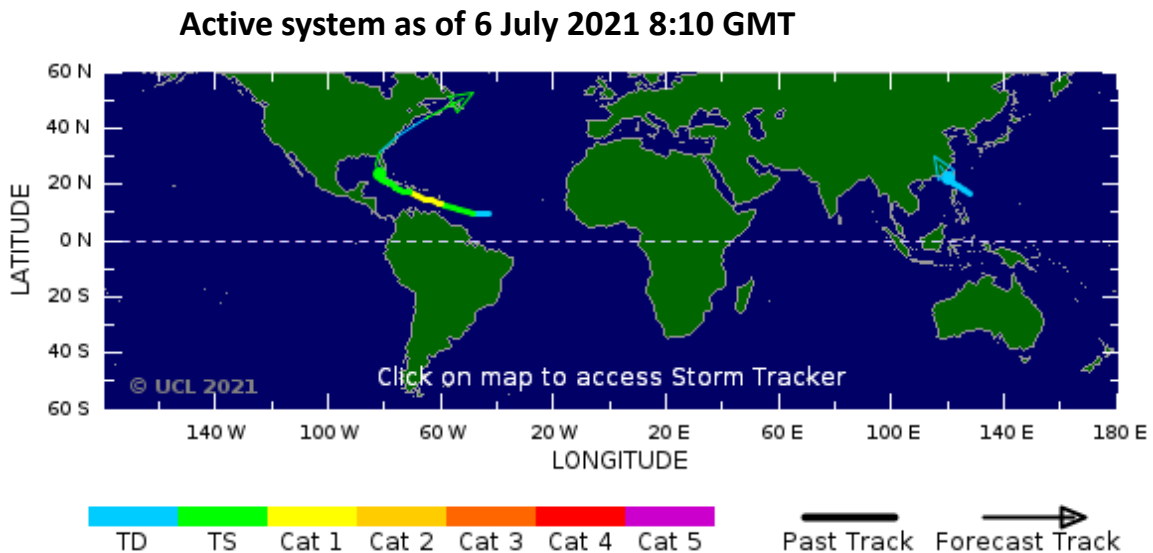 Active system as of 6 July 2021 8:10 GMT
60 N
40 N
20 N
0 N
20 S
40 S
60 S
LATITUDE
Click on map to access Storm Tracker
© UCL 2021
140 W 100 W 60 W 20 W 20 E 60 E 100 E 140 E 180 E
LONGITUDE
TD TS Cat 1 Cat 2 Cat 3 Cat 4 Cat 5 Past Track Forecast Track